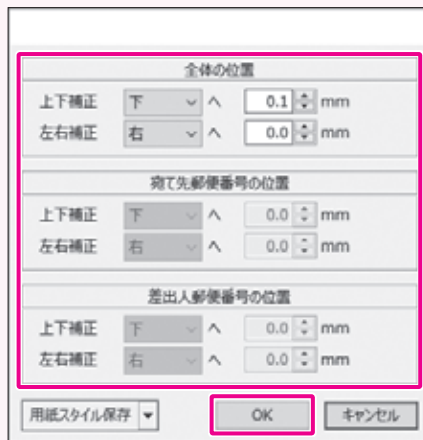 全体の位置
上下補正 下 へ 0.1 mm
左右補正 右 へ 0.0 mm
宛て先郵便番号の位置
上下補正 下 へ 0.0 mm
左右補正 右 へ 0.0 mm
差出人郵便番号の位置
上下補正 下 へ 0.0 mm
左右補正 右 へ 0.0 mm
用紙スタイル保存 OK キャンセル